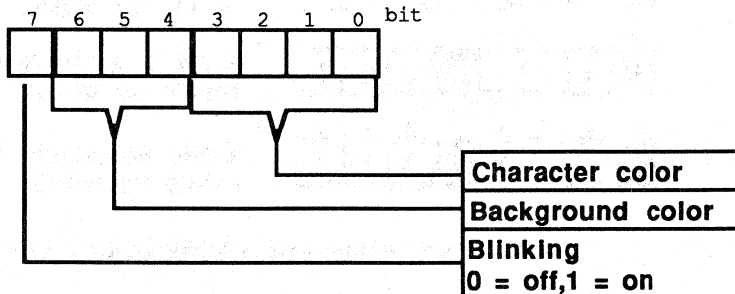 7 6 5 4 3 2 1 0 bit
Character color
Background color
Blinking
0 = off,1 = on